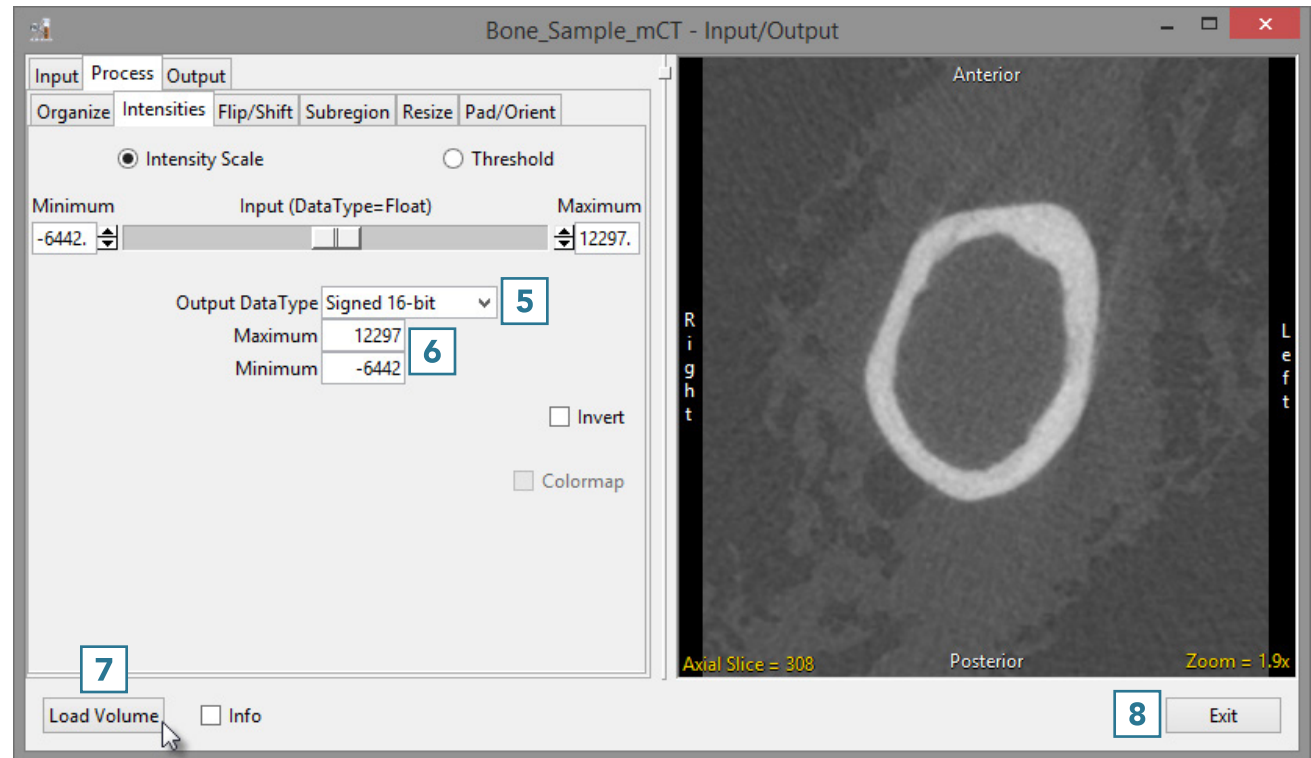 Bone_Sample_mCT - Input/Output
Input Process Output
Organize Intensities Flip/Shift Subregion Resize Pad/Orient
Intensity Scale Threshold
Minimum Input (DataType=Float) Maximum
-6442. 12297.
Output DataType Signed 16-bit 5
Maximum 12297
6
Minimum -6442
Invert
Colormap
7
Load Volume Info
Anterior
Right
Left
Axial Slice = 308 Posterior Zoom = 1.9x
8 Exit